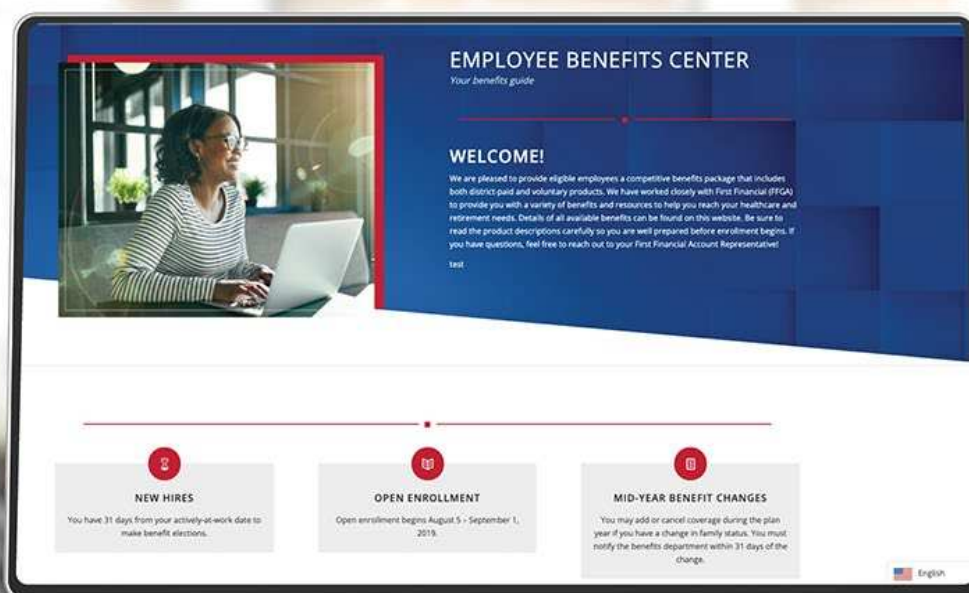 EMPLOYEE BENEFITS CENTER
Your benefits guide
WELCOME!
We are pleased to provide eligible employees a competitive benefits package that includes
both district-paid and voluntary products. We have worked closely with First Financial (FFGA)
to provide you with a variety of benefits and resources to help you reach your healthcare and
retirement needs. Details of all available benefits can be found on this website. Be sure to
read the product descriptions carefully so you are well prepared before enrollment begins. If
you have questions, feel free to reach out to your First Financial Account Representative!
test
NEW HIRES
You have 31 days from your actively-at-work date to
make benefit elections.
OPEN ENROLLMENT
Open enrollment begins August 5 – September 1,
2019.
MID-YEAR BENEFIT CHANGES
You may add or cancel coverage during the plan
year if you have a change in family status. You must
notify the benefits department within 31 days of the
change.
English